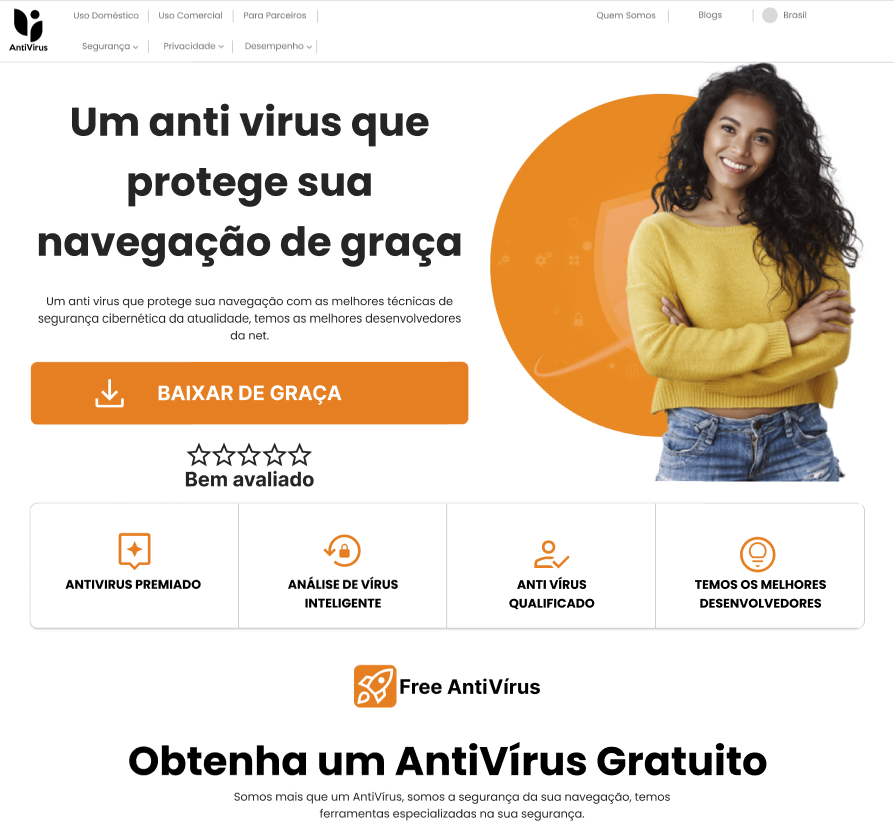 Uso Doméstico
Uso Comercial
Para Parceiros
Quem Somos
Blogs
Brasil
AntiVirus
Segurança
Privacidade
Desempenho
Um anti virus que
protege sua
navegação de graça
Um anti virus que protege sua navegação com as melhores técnicas de
segurança cibernética da atualidade, temos as melhores desenvolvedores
da net.
BAIXAR DE GRAÇA
Bem avaliado
ANTIVIRUS PREMIADO
ANÁLISE DE VÍRUS
INTELIGENTE
ANTI VÍRUS
QUALIFICADO
TEMOS OS MELHORES
DESENVOLVEDORES
Free AntiVírus
Obtenha um AntiVírus Gratuito
Somos mais que um AntiVírus, somos a segurança da sua navegação, temos
ferramentas especializadas na sua segurança.